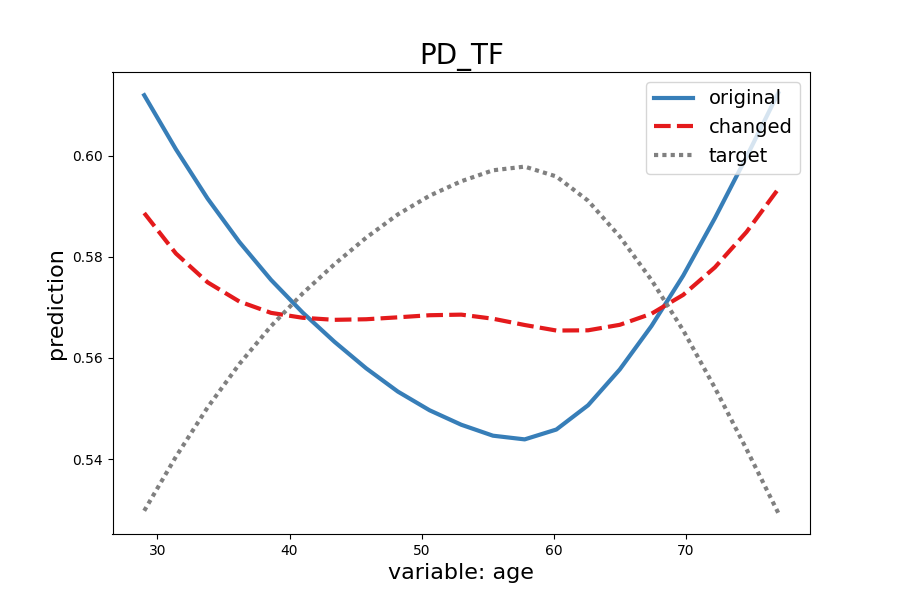 PD_TF
original
changed
target
0.60
0.58
0.56
0.54
prediction
30 40 50 60 70
variable: age